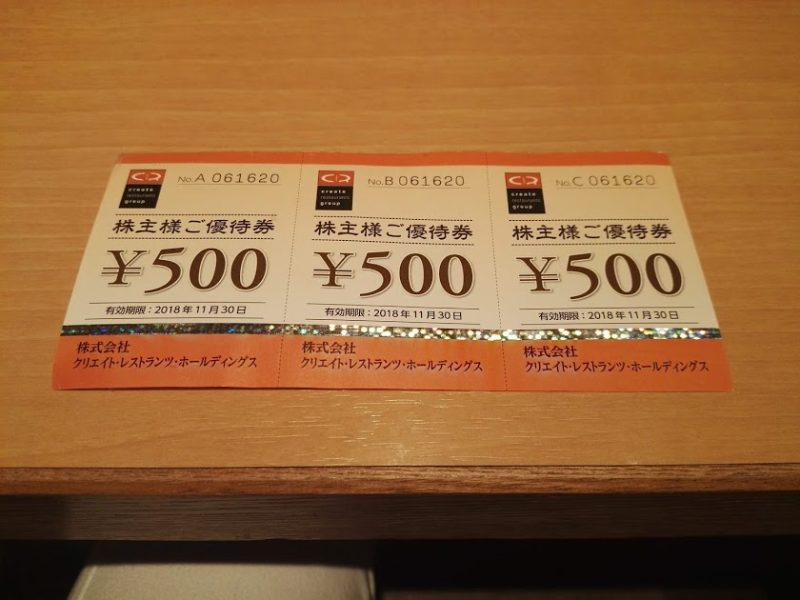 No.A 061620
create
restaurants
group
株主様ご優待券
¥500
有効期限：2018年11月30日
株式会社
クリエイト・レストランツ・ホールディングス
No.B 061620
create
restaurants
group
株主様ご優待券
¥500
有効期限：2018年11月30日
株式会社
クリエイト・レストランツ・ホールディングス
No.C 061620
create
restaurants
group
株主様ご優待券
¥500
有効期限：2018年11月30日
株式会社
クリエイト・レストランツ・ホールディングス